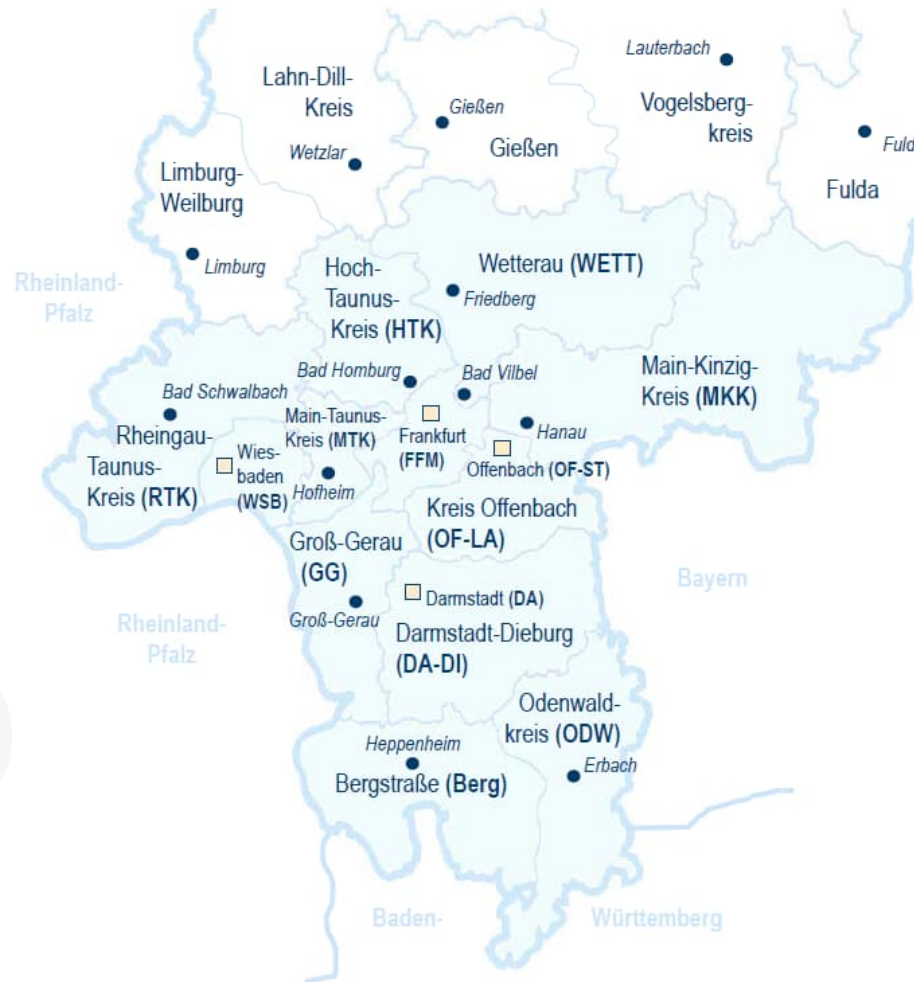 Lauterbach
Lahn-Dill-
Kreis
Gießen
Vogelsberg-
kreis
Wetzlar
Gießen
Fuld
Limburg-
Weilburg
Fulda
Limburg
Rheinland-
Pfalz
Hoch-
Taunus-
Kreis (HTK)
Wetterau (WETT)
Friedberg
Main-Kinzig-
Kreis (MKK)
Bad Homburg
Bad Vilbel
Bad Schwalbach
Main-Taunus-
Kreis (MTK)
Hanau
Rheingau-
Taunus-
Kreis (RTK)
Wies-
baden
(WSB)
Frankfurt
(FFM)
Offenbach (OF-ST)
Hofheim
Kreis Offenbach
(OF-LA)
Groß-Gerau
(GG)
Bayern
Darmstadt (DA)
Groß-Gerau
Rheinland-
Pfalz
Darmstadt-Dieburg
(DA-DI)
Odenwald-
kreis (ODW)
Heppenheim
Erbach
Bergstraße (Berg)
Baden-
Württemberg